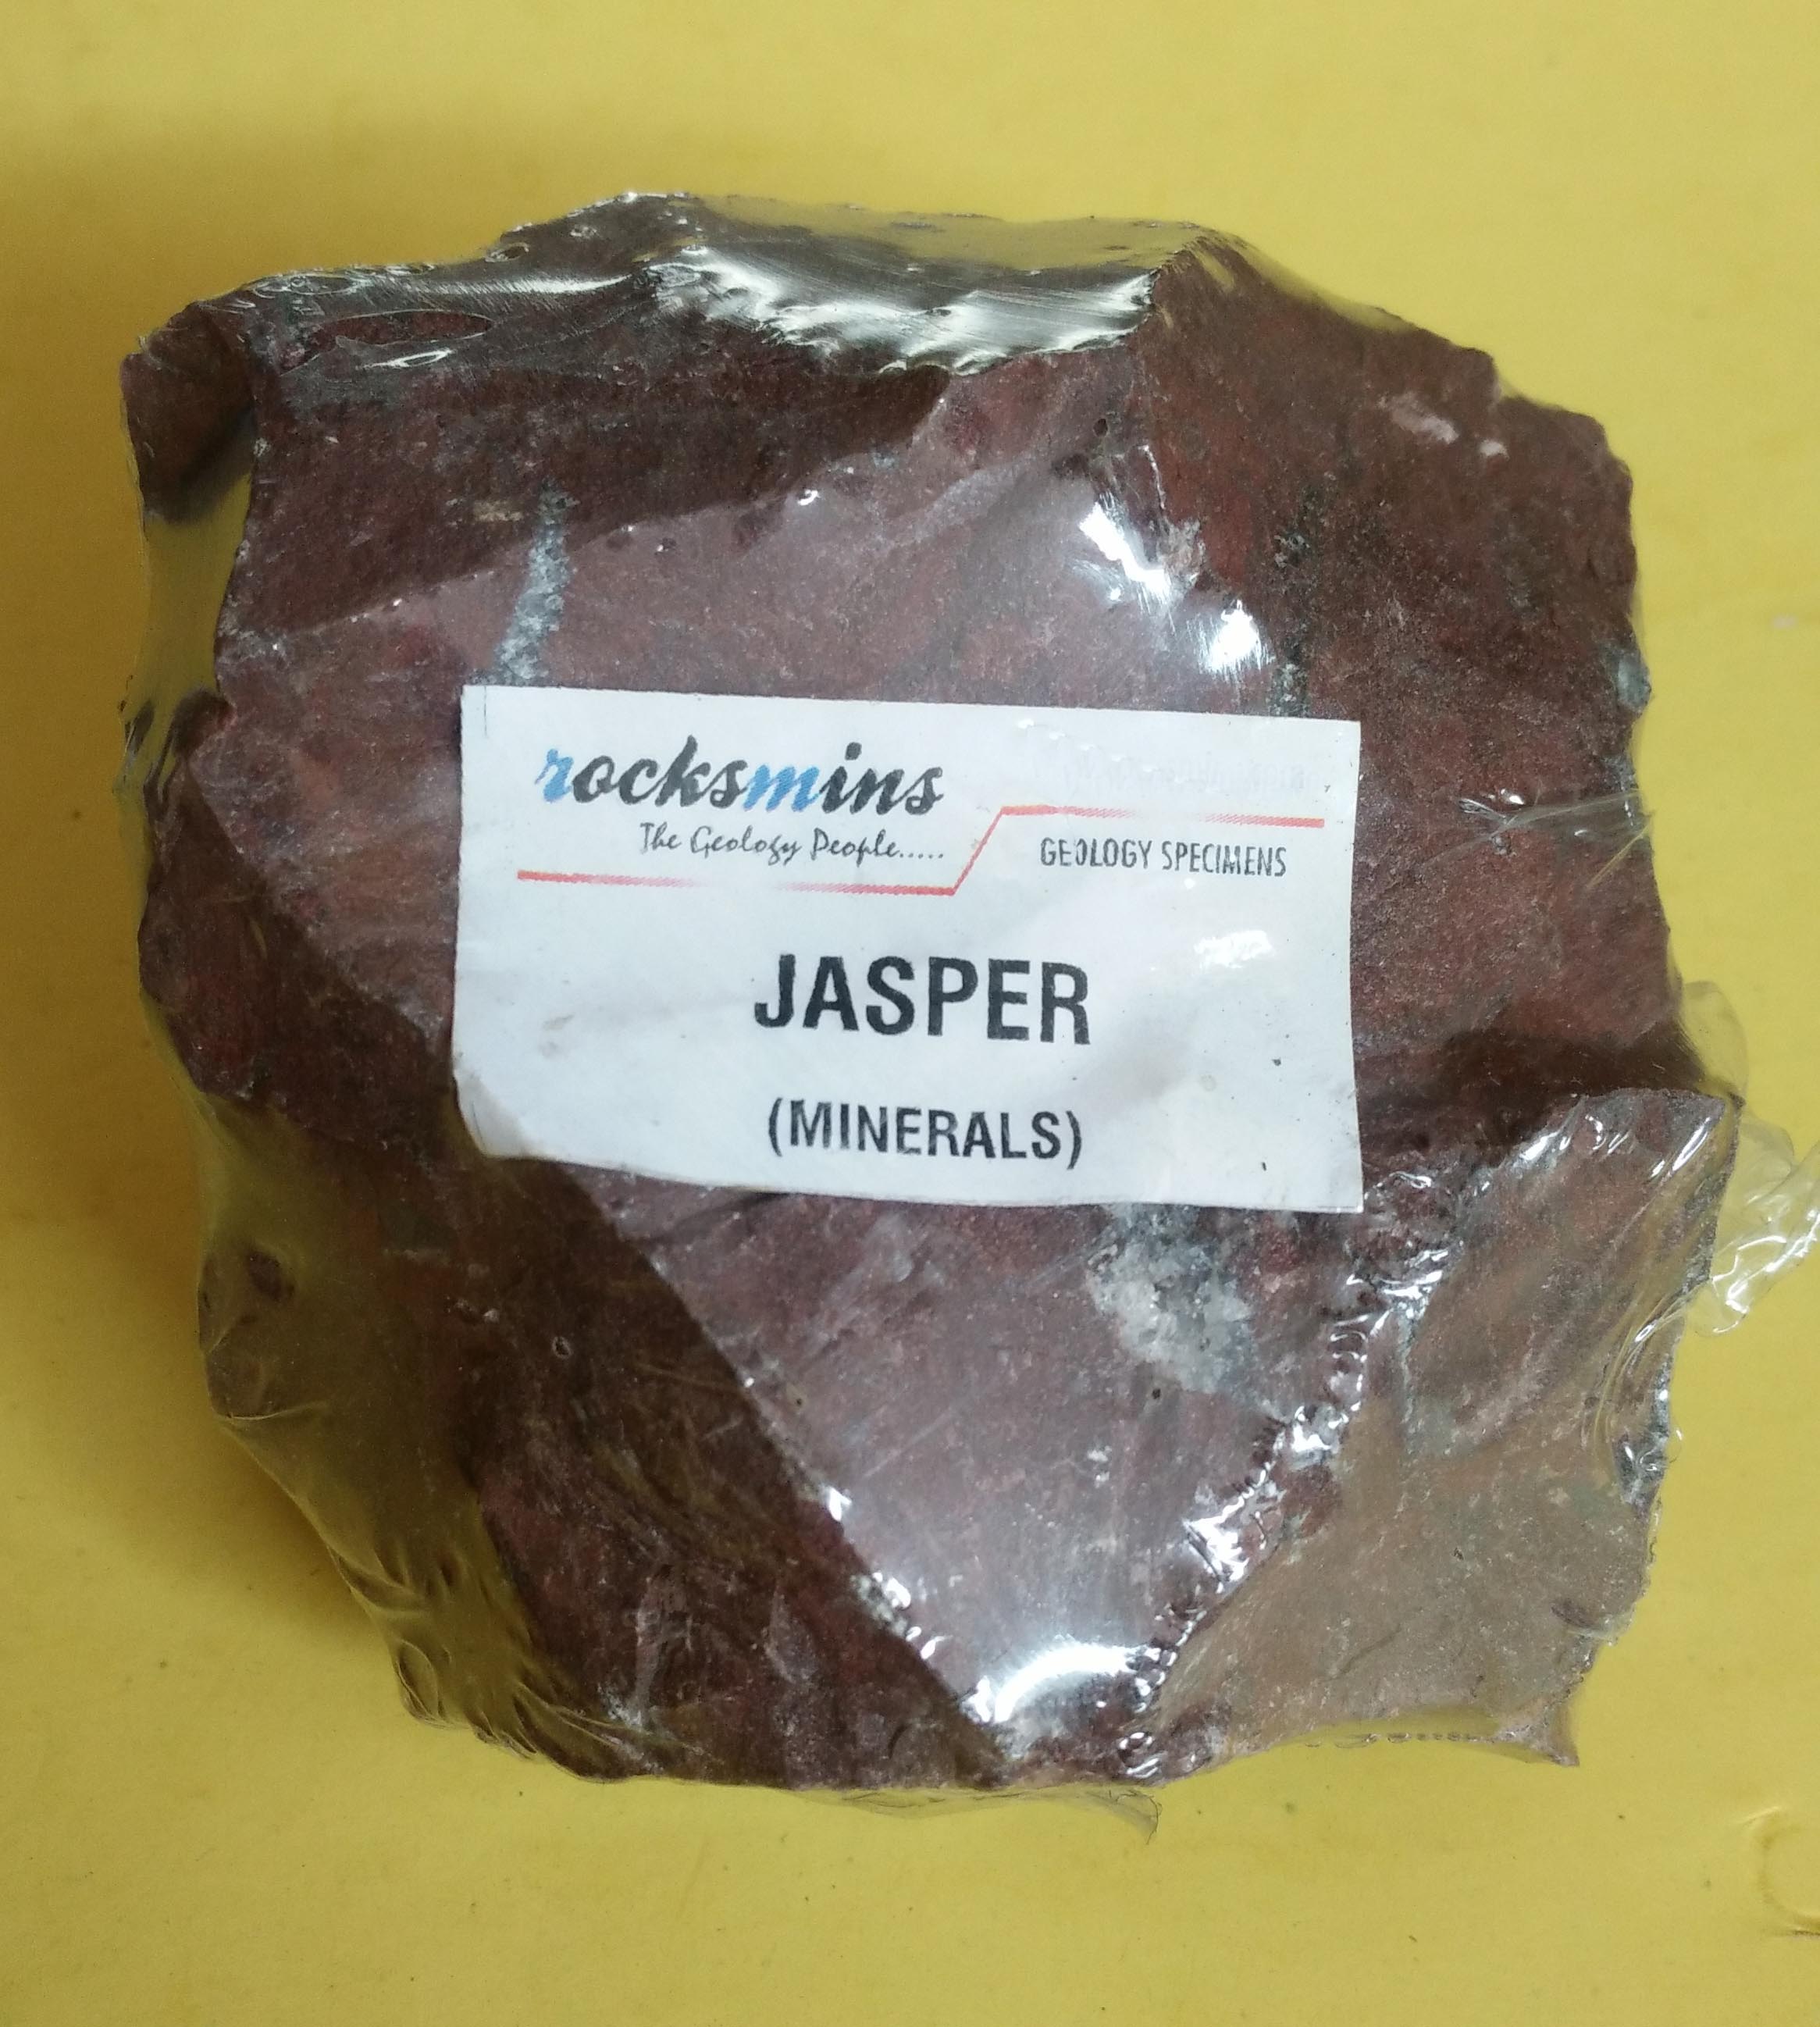 rocksmins
The Geology People.....
GEOLOGY SPECIMENS
JASPER
(MINERALS)